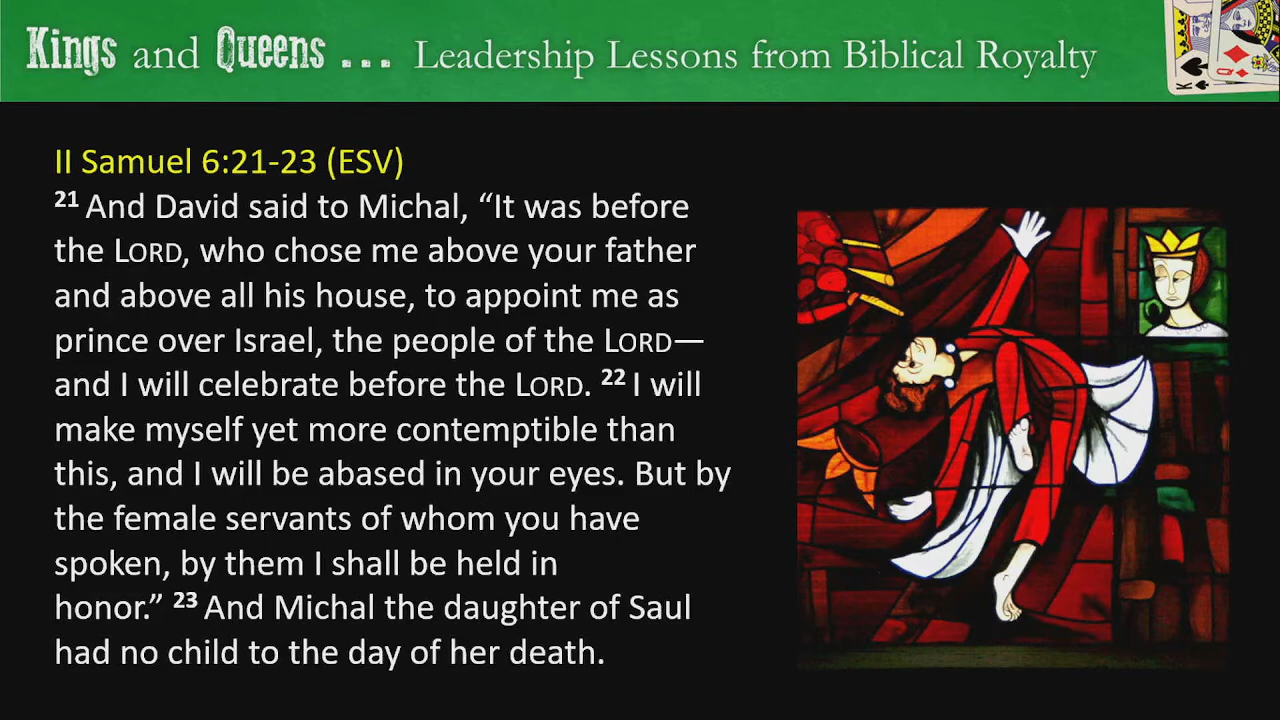 Kings and Queens ... Leadership Lessons from Biblical Royalty
K
Q
II Samuel 6:21-23 (ESV)
21 And David said to Michal, “It was before
the LORD, who chose me above your father
and above all his house, to appoint me as
prince over Israel, the people of the LORD—
and I will celebrate before the LORD. 22 I will
make myself yet more contemptible than
this, and I will be abased in your eyes. But by
the female servants of whom you have
spoken, by them I shall be held in
honor.” 23 And Michal the daughter of Saul
had no child to the day of her death.